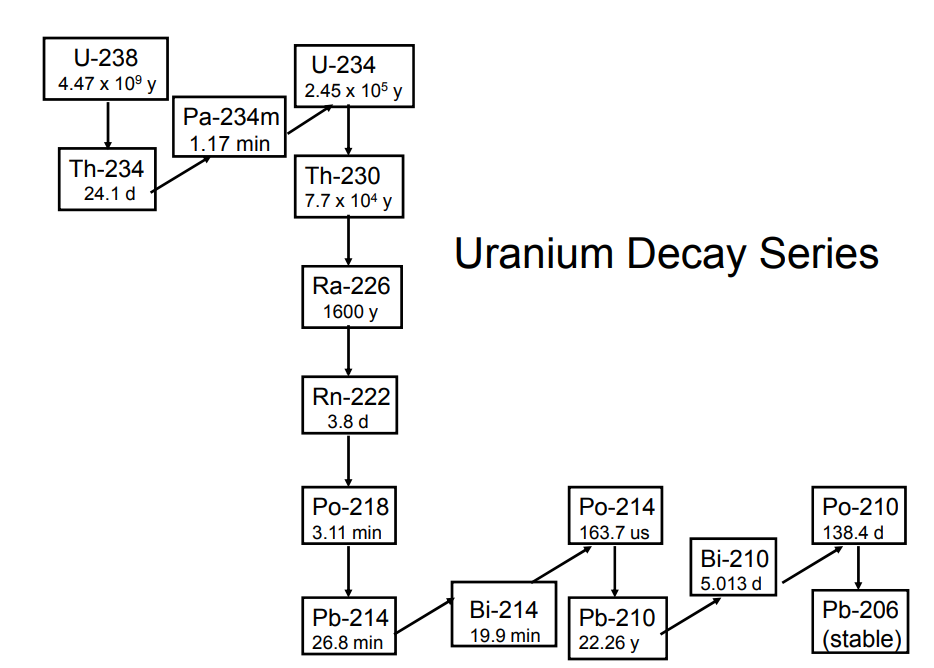 U-238
4.47 x 10⁹ y
Th-234
24.1 d
Pa-234m
1.17 min
U-234
2.45 x 10⁵ y
Th-230
7.7 x 10⁴ y
Uranium Decay Series
Ra-226
1600 y
Rn-222
3.8 d
Po-218
3.11 min
Pb-214
26.8 min
Bi-214
19.9 min
Po-214
163.7 us
Pb-210
22.26 y
Bi-210
5.013 d
Po-210
138.4 d
Pb-206
(stable)